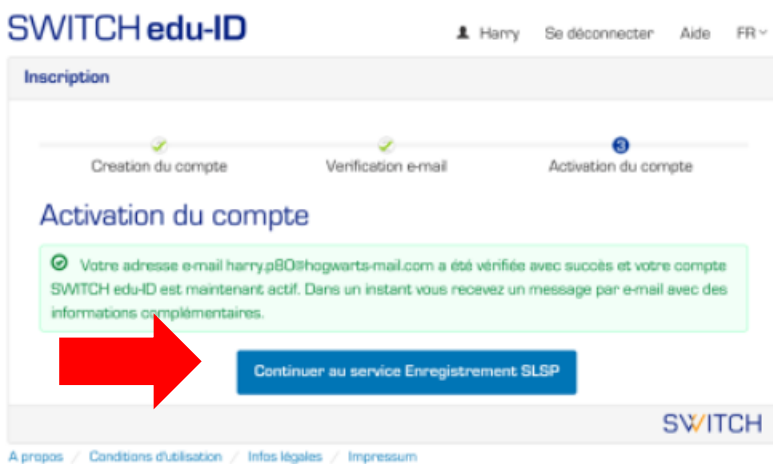 SWITCH edu-ID
Harry Se déconnecter Aide FR
Inscription
3
Creation du compte Verification e-mail Activation du compte
Activation du compte
Votre adresse e-mail harry.p80@hogwarts-mail.com a été vérifiée avec succès et votre compte
SWITCH edu-ID est maintenant actif. Dans un instant vous recevez un message par e-mail avec des
informations complémentaires.
Continuer au service Enregistrement SLSP
SWITCH
A propos / Conditions d'utilisation / Infos légales / Impressum